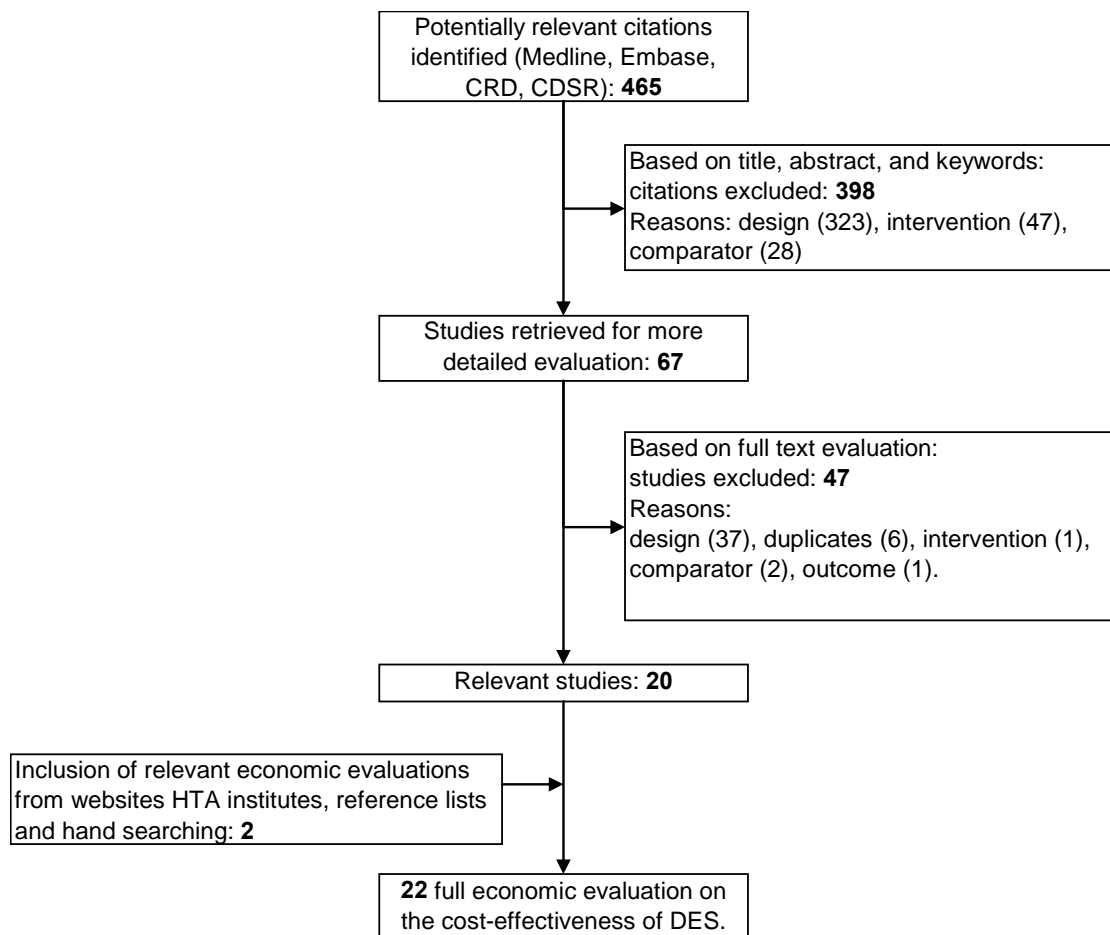 Potentially relevant citations
identified (Medline, Embase,
CRD, CDSR): 465
Based on title, abstract, and keywords:
citations excluded: 398
Reasons: design (323), intervention (47),
comparator (28)
Studies retrieved for more
detailed evaluation: 67
Based on full text evaluation:
studies excluded: 47
Reasons:
design (37), duplicates (6), intervention (1),
comparator (2), outcome (1).
Relevant studies: 20
Inclusion of relevant economic evaluations
from websites HTA institutes, reference lists
and hand searching: 2
22 full economic evaluation on
the cost-effectiveness of DES.